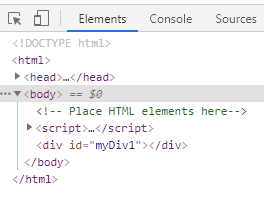 Elements Console Sources
<!DOCTYPE html>
<html>
<head>…</head>
<body> == $0
<!-- Place HTML elements here-->
<script>…</script>
<div id="myDiv1"></div>
</body>
</html>